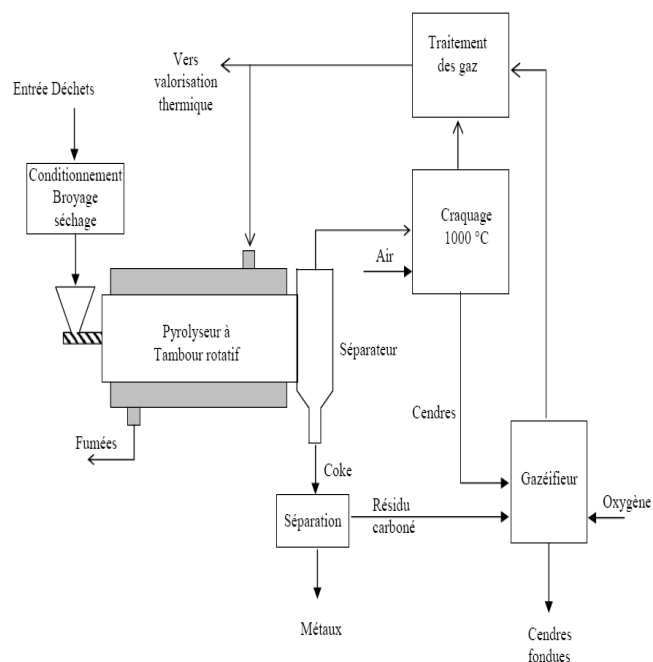 Traitement
des gaz
Vers
valorisation
thermique
Entrée Déchets
Conditionnement
Broyage
séchage
Craquage
1000 °C
Air
Pyrolyseur à
Tambour rotatif
Séparateur
Cendres
Fumées
Coke
Gazéifieur
Séparation
Résidu
carboné
Oxygène
Métaux
Cendres
fondues